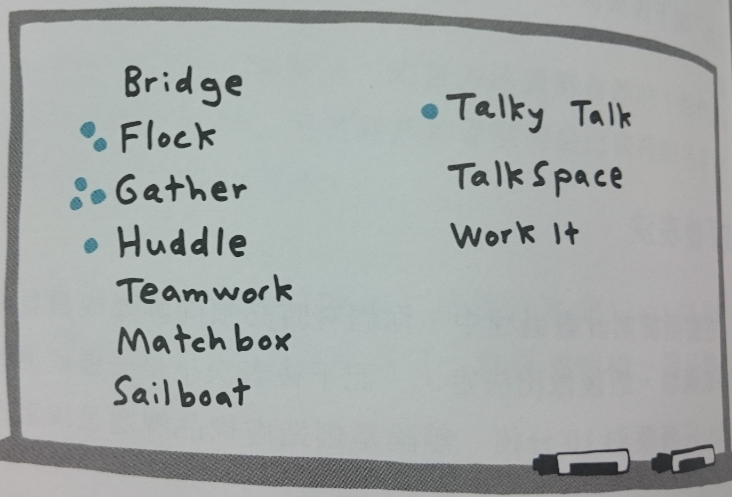 Bridge
Flock
Gather
Huddle
Teamwork
Matchbox
Sailboat
Talky Talk
TalkSpace
Work It